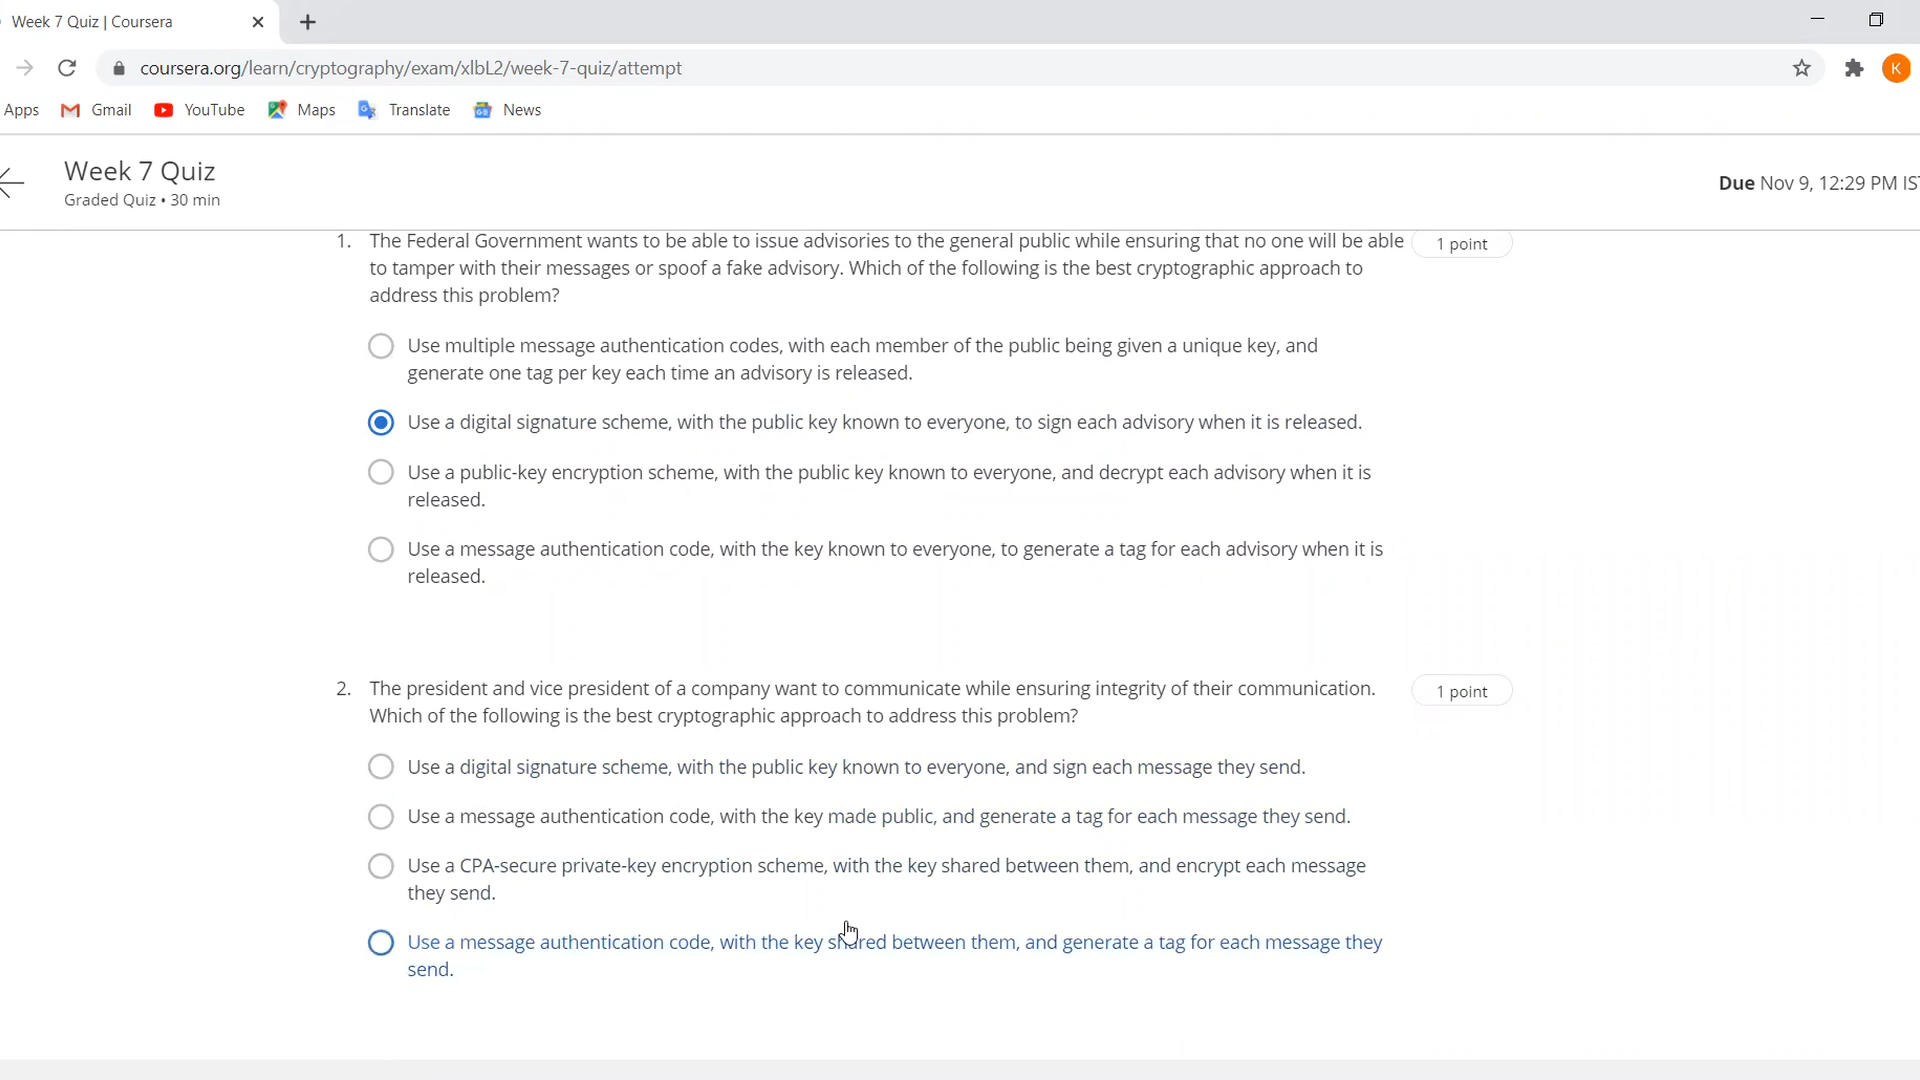 Week 7 Quiz | Coursera
coursera.org/learn/cryptography/exam/xlbL2/week-7-quiz/attempt
K
Apps Gmail YouTube Maps Translate News
Week 7 Quiz
Graded Quiz • 30 min
Due Nov 9, 12:29 PM IST
1. The Federal Government wants to be able to issue advisories to the general public while ensuring that no one will be able
1 point
to tamper with their messages or spoof a fake advisory. Which of the following is the best cryptographic approach to
address this problem?
Use multiple message authentication codes, with each member of the public being given a unique key, and
generate one tag per key each time an advisory is released.
Use a digital signature scheme, with the public key known to everyone, to sign each advisory when it is released.
Use a public-key encryption scheme, with the public key known to everyone, and decrypt each advisory when it is
released.
Use a message authentication code, with the key known to everyone, to generate a tag for each advisory when it is
released.
2. The president and vice president of a company want to communicate while ensuring integrity of their communication.
1 point
Which of the following is the best cryptographic approach to address this problem?
Use a digital signature scheme, with the public key known to everyone, and sign each message they send.
Use a message authentication code, with the key made public, and generate a tag for each message they send.
Use a CPA-secure private-key encryption scheme, with the key shared between them, and encrypt each message
they send.
Use a message authentication code, with the key shared between them, and generate a tag for each message they
send.